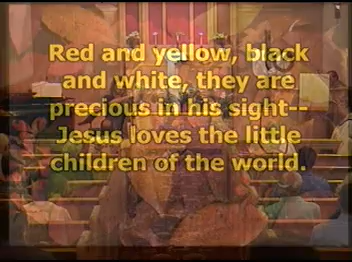 Red and yellow, black
and white, they are
precious in his sight--
Jesus loves the little
children of the world.